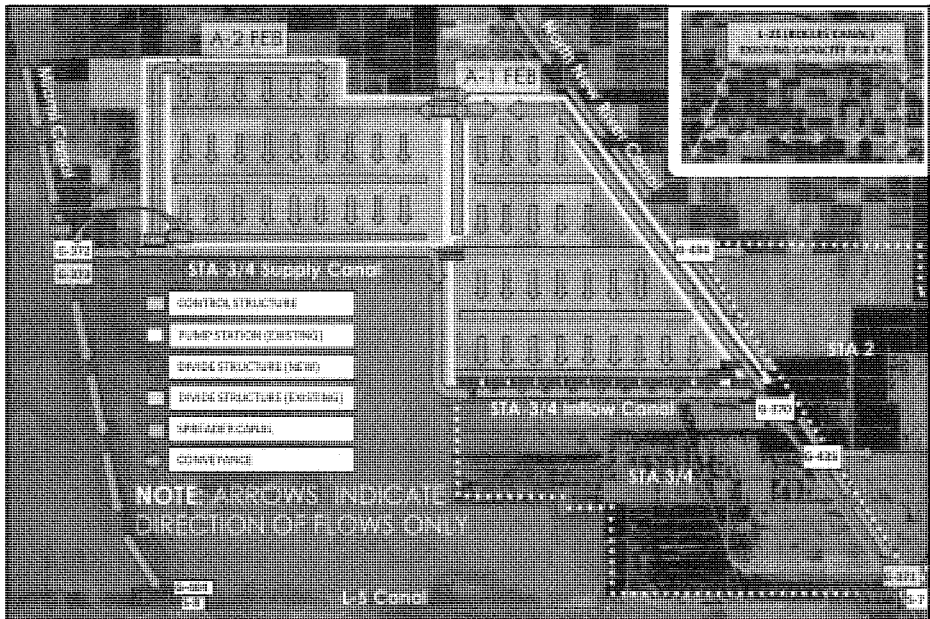 A-2 FEB
A-1 FEB
Miami Canal
North New River Canal
STA 3/4 Supply Canal
CONTROL STRUCTURE
PUMP STATION (EXISTING)
DIVIDE STRUCTURE (NEW)
DIVIDE STRUCTURE (EXISTING)
SPREADER CANAL
CONVEYANCE
NOTE: ARROWS INDICATE
DIRECTION OF FLOWS ONLY
STA 2
STA 3/4 Inflow Canal
G-370
STA 3/4
L-5 Canal